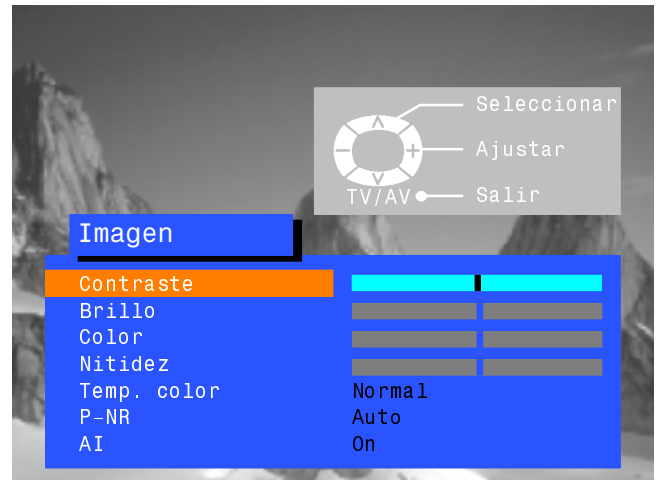 Seleccionar
Ajustar
TV/AV Salir
Imagen
Contraste
Brillo
Color
Nitidez
Temp. color Normal
P-NR Auto
AI On